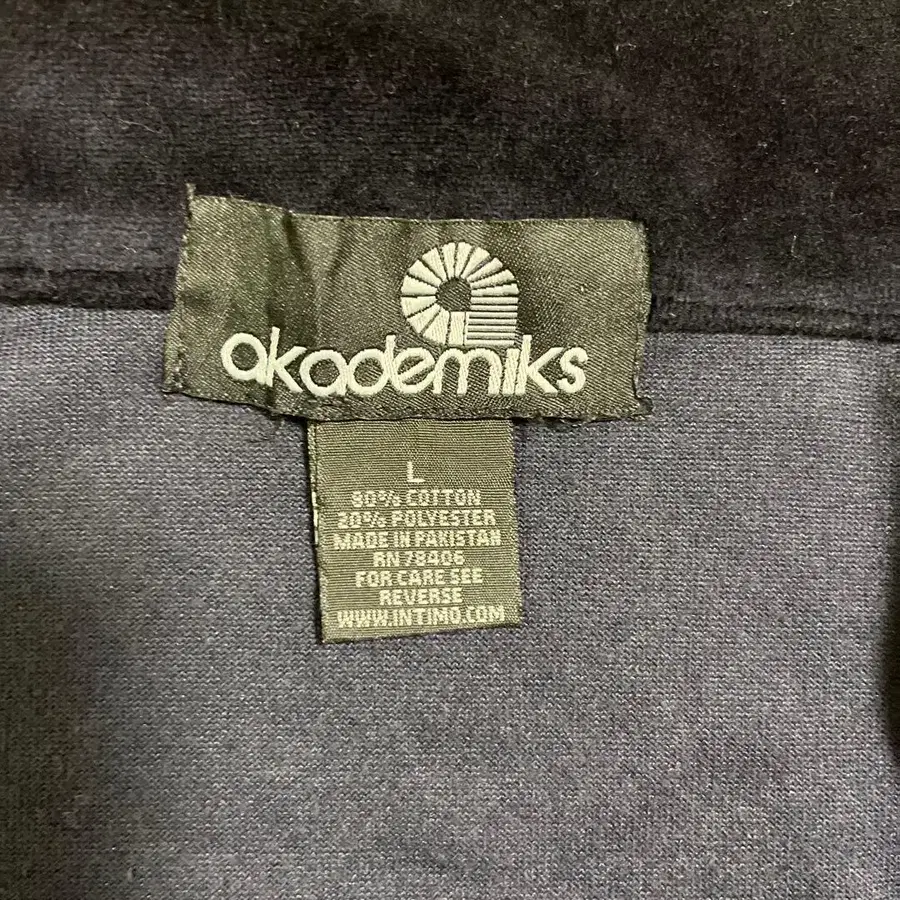 akademiks
L
80% COTTON
20% POLYESTER
MADE IN PAKISTAN
RN 78406
FOR CARE SEE
REVERSE
WWW.INTIMO.COM